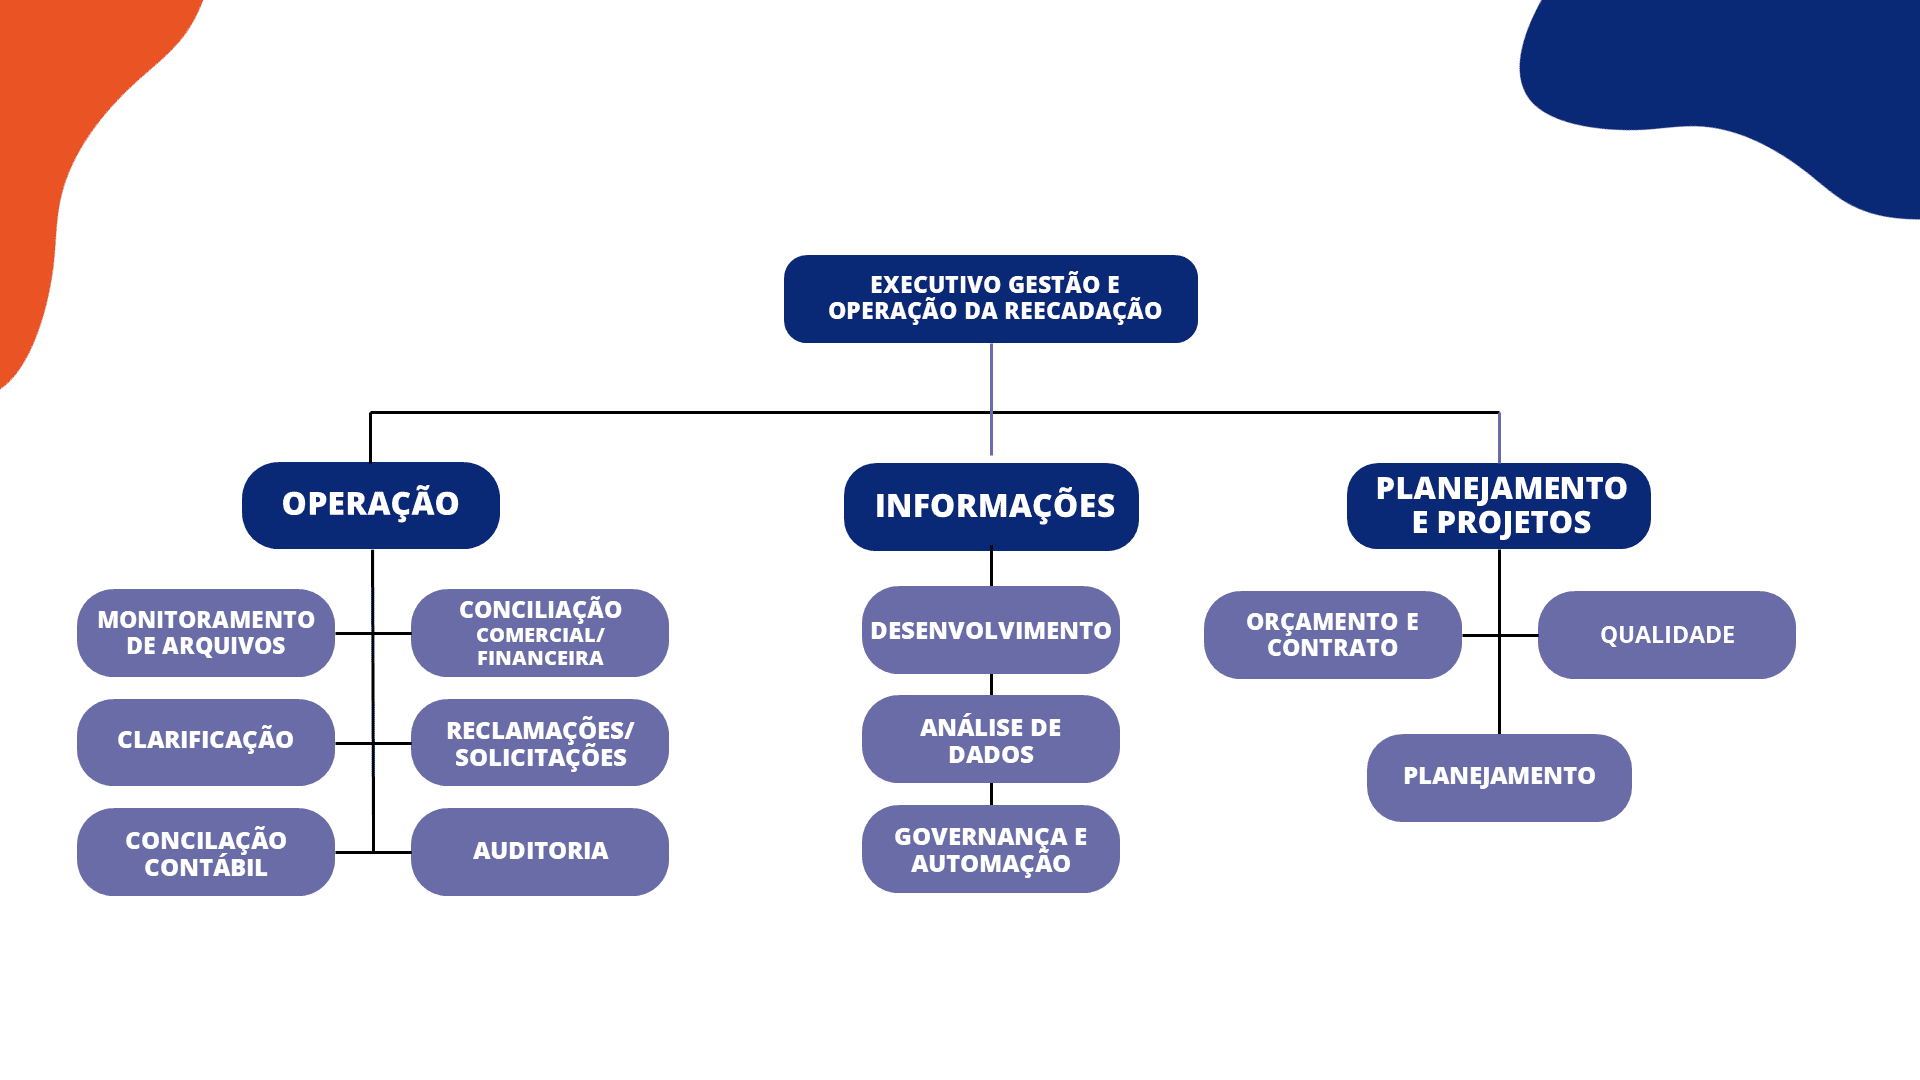 EXECUTIVO GESTÃO E
OPERAÇÃO DA REECADAÇÃO
OPERAÇÃO
INFORMAÇÕES
PLANEJAMENTO
E PROJETOS
MONITORAMENTO
DE ARQUIVOS
CONCILIAÇÃO
COMERCIAL/
FINANCEIRA
CLARIFICAÇÃO
RECLAMAÇÕES/
SOLICITAÇÕES
CONCILAÇÃO
CONTÁBIL
AUDITORIA
DESENVOLVIMENTO
ANÁLISE DE
DADOS
GOVERNANÇA E
AUTOMAÇÃO
ORÇAMENTO E
CONTRATO
QUALIDADE
PLANEJAMENTO